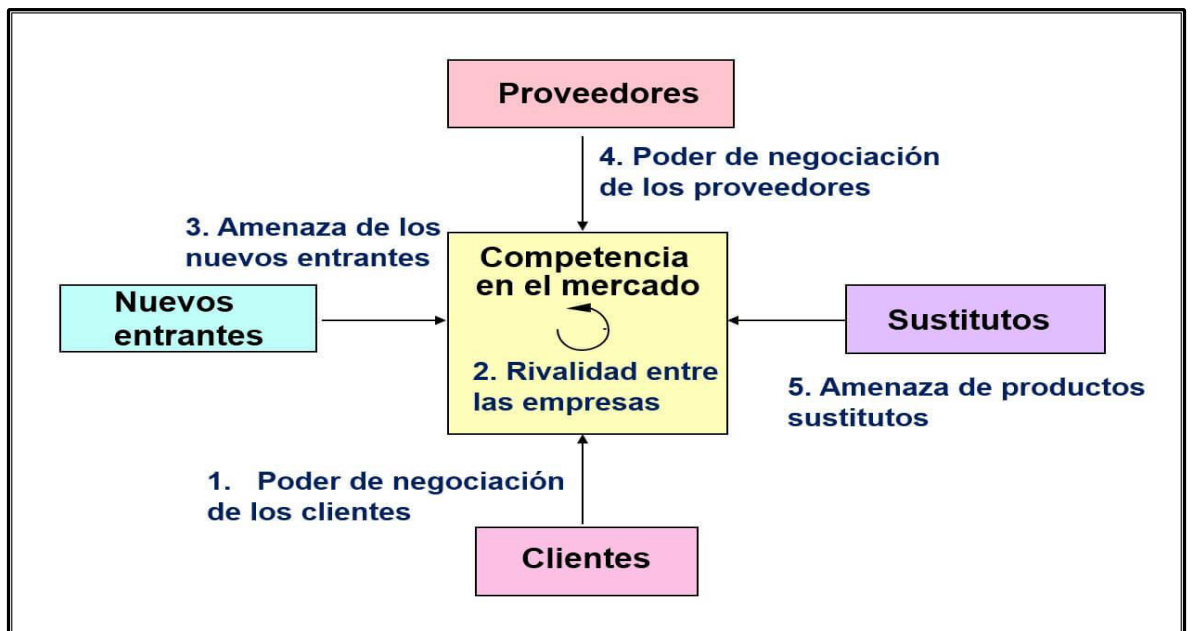 Proveedores
4. Poder de negociación
de los proveedores
3. Amenaza de los
nuevos entrantes
Competencia
en el mercado
Nuevos
entrantes
Sustitutos
2. Rivalidad entre
las empresas
5. Amenaza de productos
sustitutos
1. Poder de negociación
de los clientes
Clientes